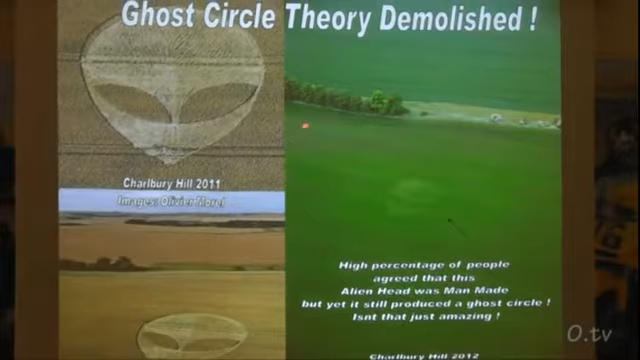 Ghost Circle Theory Demolished !
Charlbury Hill 2011
Images: Olivier Morel
High percentage of people
agreed that this
Alien Head was Man Made
but yet it still produced a ghost circle !
Isnt that just amazing !
Charlbury Hill 2012
O.tv